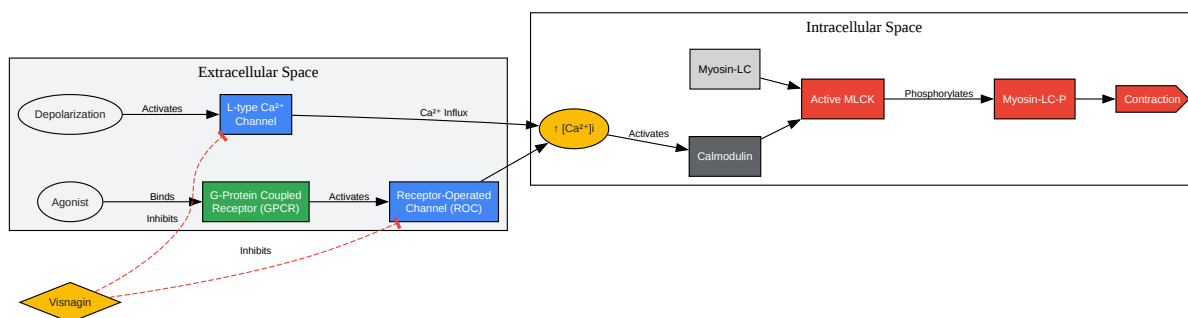 Intracellular Space
Extracellular Space
Myosin-LC
Depolarization
Activates
L-type Ca²⁺
Channel
Ca²⁺ Influx
↑ [Ca²⁺]i
Activates
Calmodulin
Active MLCK
Phosphorylates
Myosin-LC-P
Contraction
Agonist
Binds
G-Protein Coupled
Receptor (GPCR)
Activates
Receptor-Operated
Channel (ROC)
Inhibits
Inhibits
Visnagin